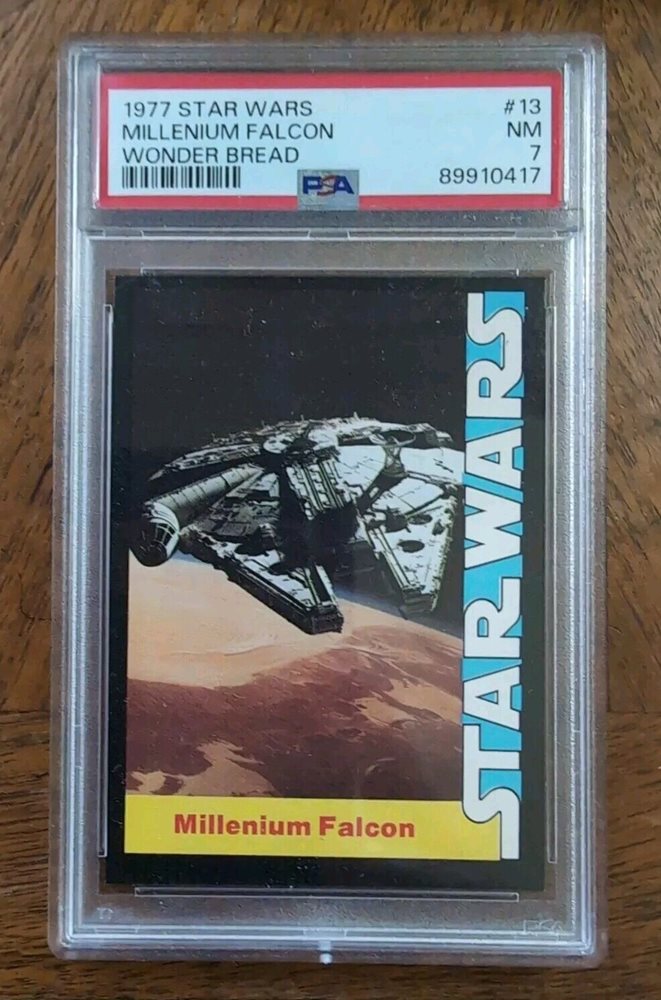 1977 STAR WARS #13
MILLENIUM FALCON NM
WONDER BREAD 7
PSA 89910417
STAR WARS
Millenium Falcon